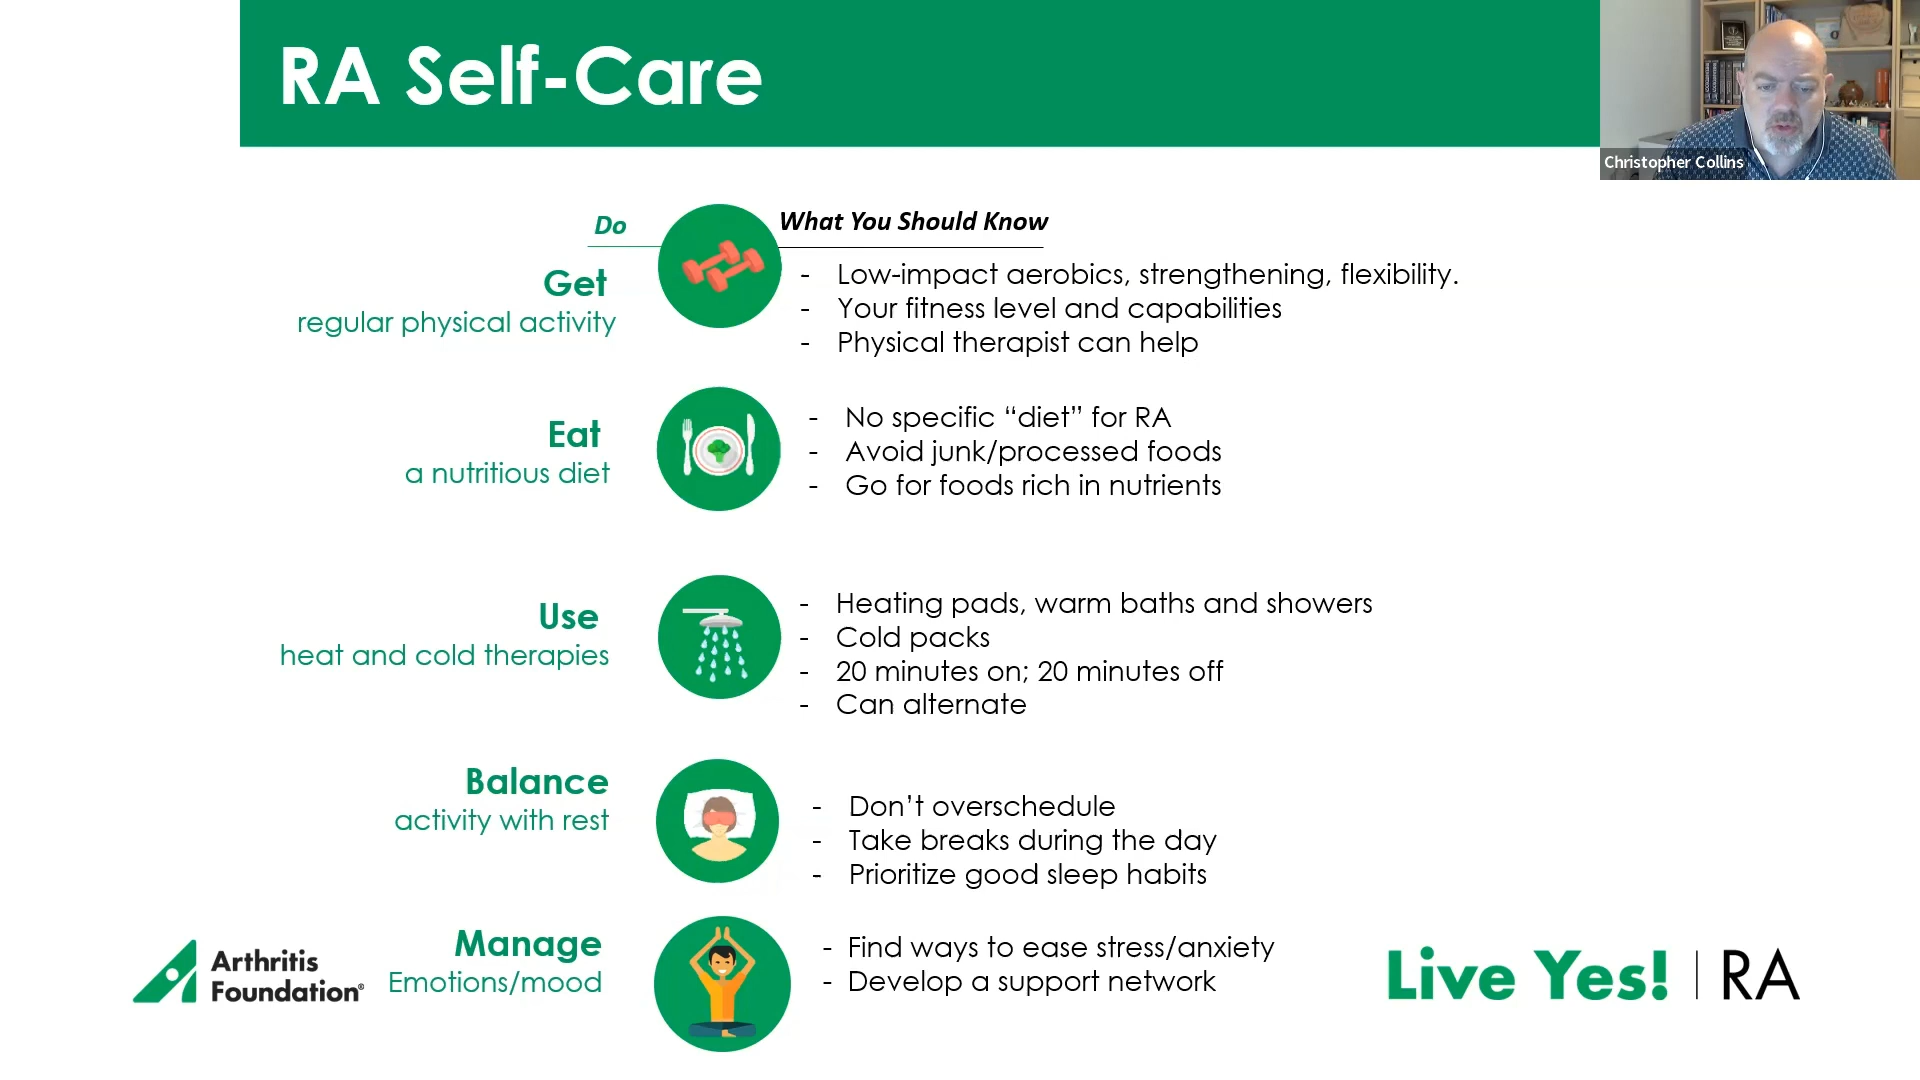 RA Self-Care
Christopher Collins
Do
What You Should Know
Get
regular physical activity
- Low-impact aerobics, strengthening, flexibility.
- Your fitness level and capabilities
- Physical therapist can help
Eat
a nutritious diet
- No specific “diet” for RA
- Avoid junk/processed foods
- Go for foods rich in nutrients
Use
heat and cold therapies
- Heating pads, warm baths and showers
- Cold packs
- 20 minutes on; 20 minutes off
- Can alternate
Balance
activity with rest
- Don’t overschedule
- Take breaks during the day
- Prioritize good sleep habits
Manage
Emotions/mood
- Find ways to ease stress/anxiety
- Develop a support network
Arthritis
Foundation®
Live Yes! | RA